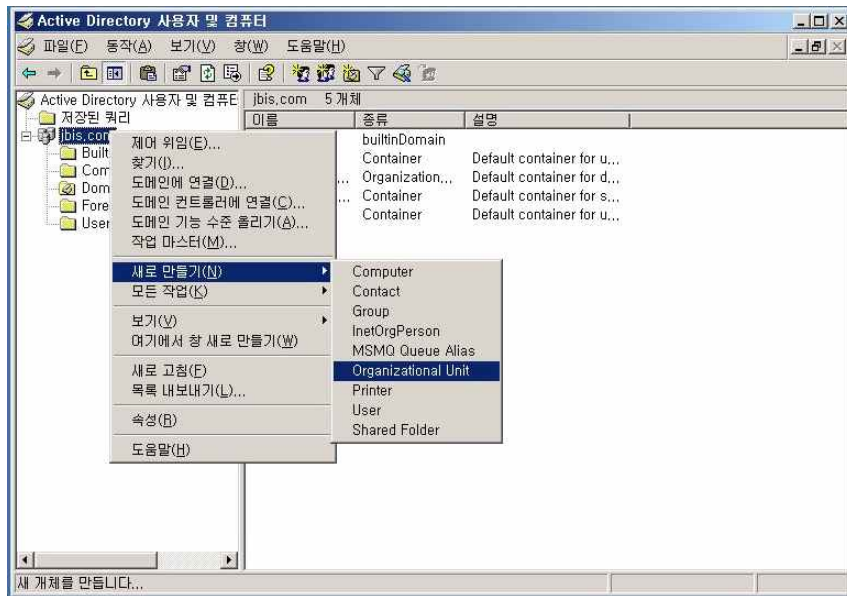 Active Directory 사용자 및 컴퓨터
파일(F) 동작(A) 보기(V) 창(W) 도움말(H)
Active Directory 사용자 및 컴퓨E
저장된 쿼리
jbis.con
Built
Com
Dom
Fore
User
jbis.com 5 개체
이름 종류 설명
builtinDomain
Container Default container for u...
... Organization... Default container for d...
... Container Default container for s...
Container Default container for u...
제어 위임(E)...
찾기(I)...
도메인에 연결(D)...
도메인 컨트롤러에 연결(C)...
도메인 기능 수준 올리기(A)...
작업 마스터(M)...
새로 만들기(N)
모든 작업(K)
보기(V)
여기에서 창 새로 만들기(W)
새로 고침(F)
목록 내보내기(L)...
속성(R)
도움말(H)
Computer
Contact
Group
InetOrgPerson
MSMQ Queue Alias
Organizational Unit
Printer
User
Shared Folder
새 개체를 만듭니다...